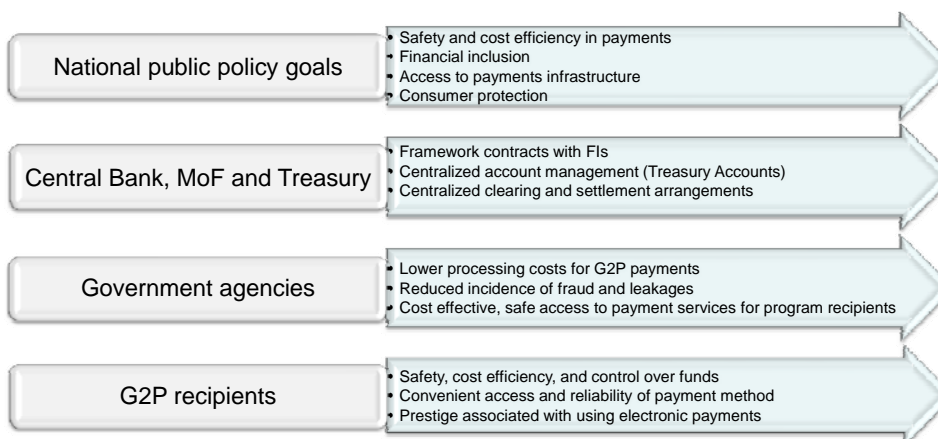 National public policy goals
• Safety and cost efficiency in payments
• Financial inclusion
• Access to payments infrastructure
• Consumer protection
Central Bank, MoF and Treasury
• Framework contracts with FIs
• Centralized account management (Treasury Accounts)
• Centralized clearing and settlement arrangements
Government agencies
• Lower processing costs for G2P payments
• Reduced incidence of fraud and leakages
• Cost effective, safe access to payment services for program recipients
G2P recipients
• Safety, cost efficiency, and control over funds
• Convenient access and reliability of payment method
• Prestige associated with using electronic payments